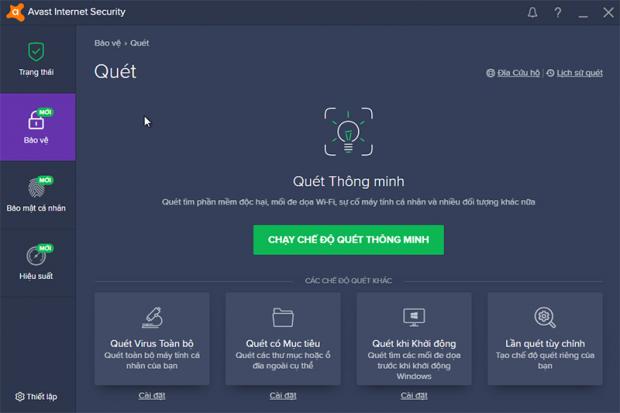 Avast Internet Security
Bảo vệ › Quét
Quét
Đĩa Cứu hộ | Lịch sử quét
Trạng thái
MỚI
Bảo vệ
MỚI
Bảo mật cá nhân
MỚI
Hiệu suất
Thiết lập
Quét Thông minh
Quét tìm phần mềm độc hại, mối đe dọa Wi-Fi, sự cố máy tính cá nhân và nhiều đối tượng khác nữa
CHẠY CHẾ ĐỘ QUÉT THÔNG MINH
CÁC CHẾ ĐỘ QUÉT KHÁC
Quét Virus Toàn bộ
Quét toàn bộ máy tính cá
nhân của bạn
Cài đặt
Quét có Mục tiêu
Quét các thư mục hoặc ổ
đĩa ngoài cụ thể
Cài đặt
Quét khi Khởi động
Quét tìm các mối đe dọa
trước khi khởi động
Windows
Cài đặt
Lần quét tùy chỉnh
Tạo chế độ quét riêng của
bạn